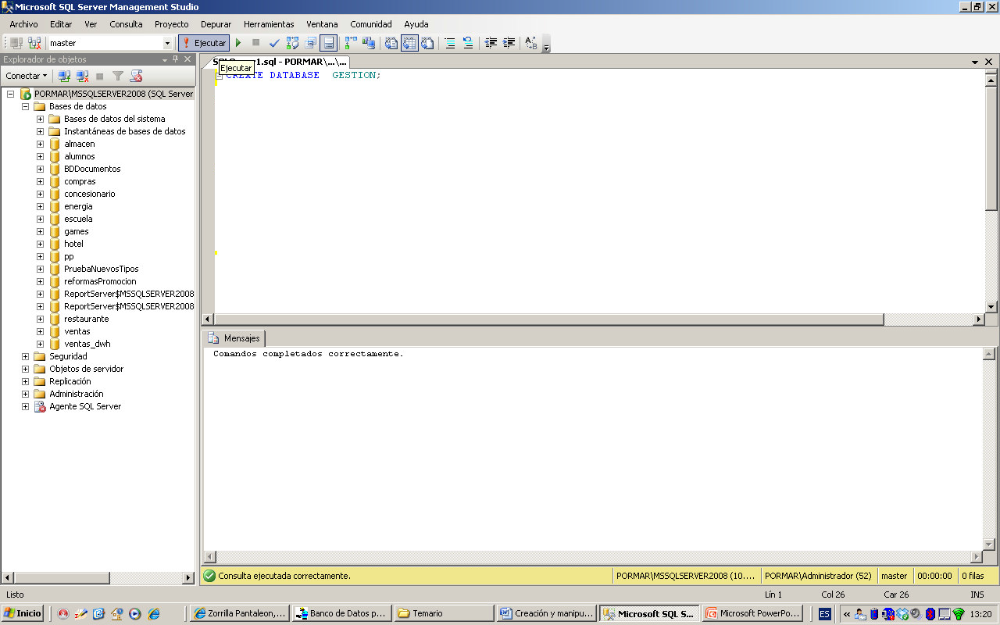 Microsoft SQL Server Management Studio
Archivo Editar Ver Consulta Proyecto Depurar Herramientas Ventana Comunidad Ayuda
master Ejecutar
Explorador de objetos
1.sql - PORMAR\...\...
Ejecutar
Conectar
CREATE DATABASE GESTION;
PORMAR\MSSQLSERVER2008 (SQL Server
Bases de datos
Bases de datos del sistema
Instantáneas de bases de datos
almacen
alumnos
BDDocumentos
compras
concesionario
energia
escuela
games
hotel
pp
PruebaNuevosTipos
reformasPromocion
ReportServer$MSSQLSERVER2008
ReportServer$MSSQLSERVER2008
restaurante
ventas
ventas_dwh
Seguridad
Objetos de servidor
Replicación
Administración
Agente SQL Server
Mensajes
Comandos completados correctamente.
Consulta ejecutada correctamente. PORMAR\MSSQLSERVER2008 (10.... PORMAR\Administrador (52) master 00:00:00 0 filas
Listo Lín 1 Col 26 Car 26 INS
Inicio Zorrilla Pantaleon,... Banco de Datos p... Temario Creación y manipu... Microsoft SQL S... Microsoft PowerPo... ES 13:20